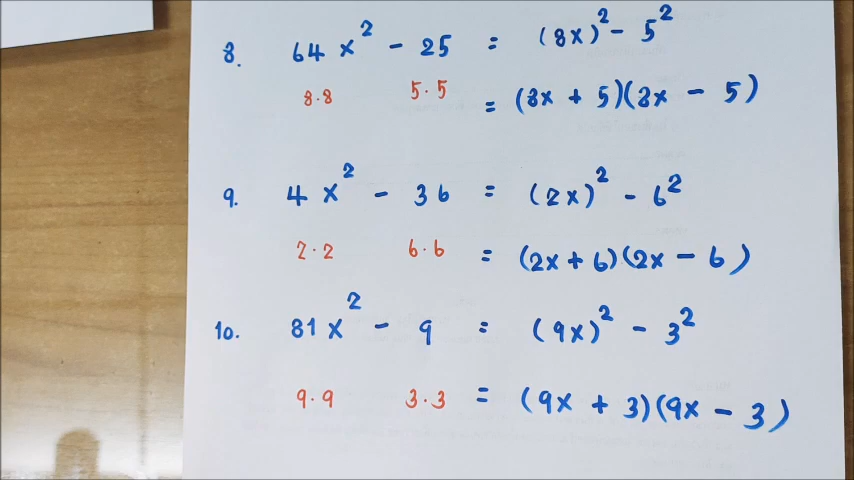 8. 64x² - 25 = (8x)² - 5²
8·8 5·5 = (8x + 5)(8x - 5)
9. 4x² - 36 = (2x)² - 6²
2·2 6·6 = (2x + 6)(2x - 6)
10. 81x² - 9 = (9x)² - 3²
9·9 3·3 = (9x + 3)(9x - 3)